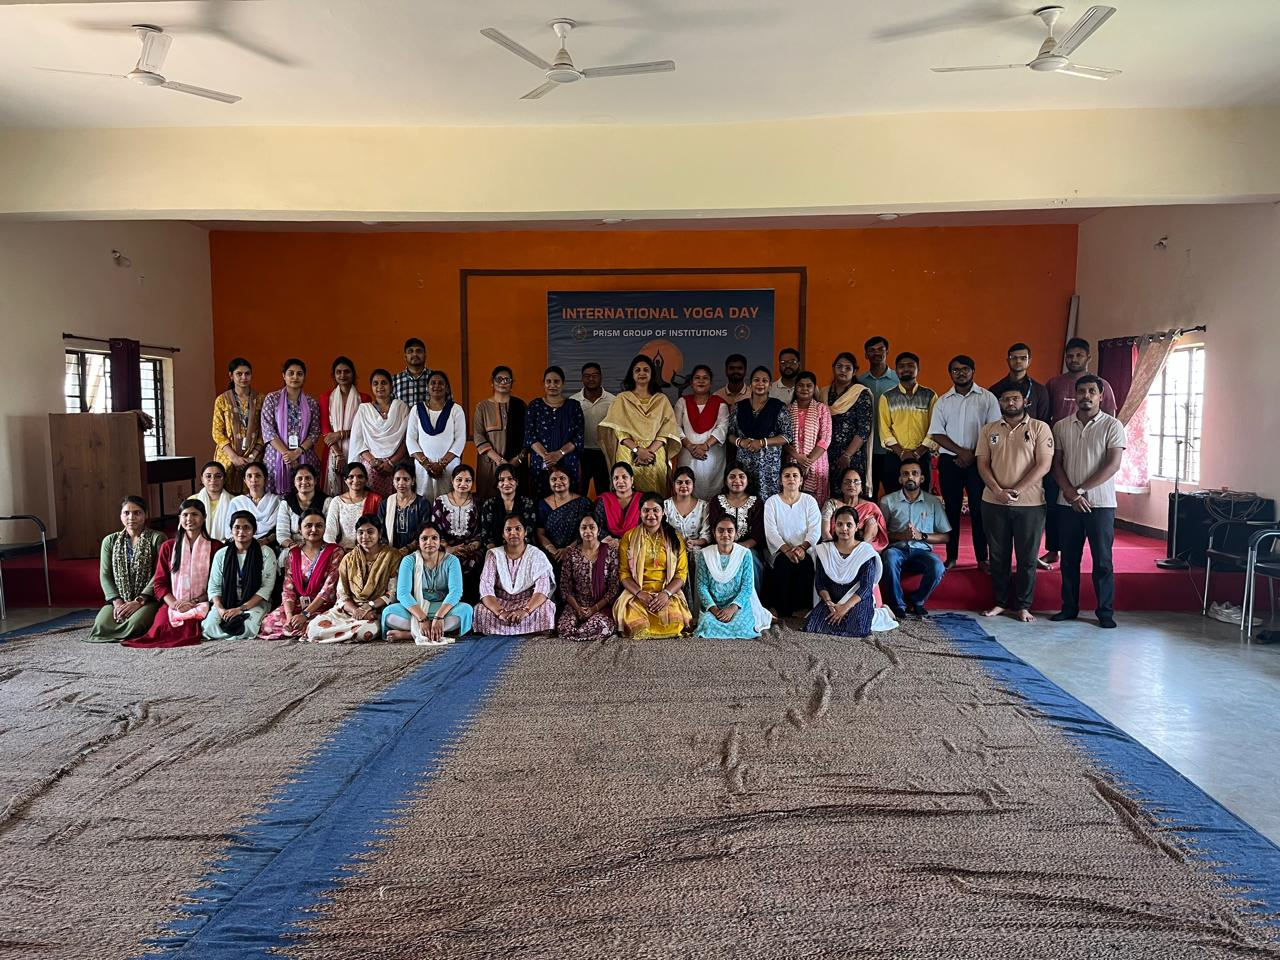 INTERNATIONAL YOGA DAY
PRISM GROUP OF INSTITUTIONS